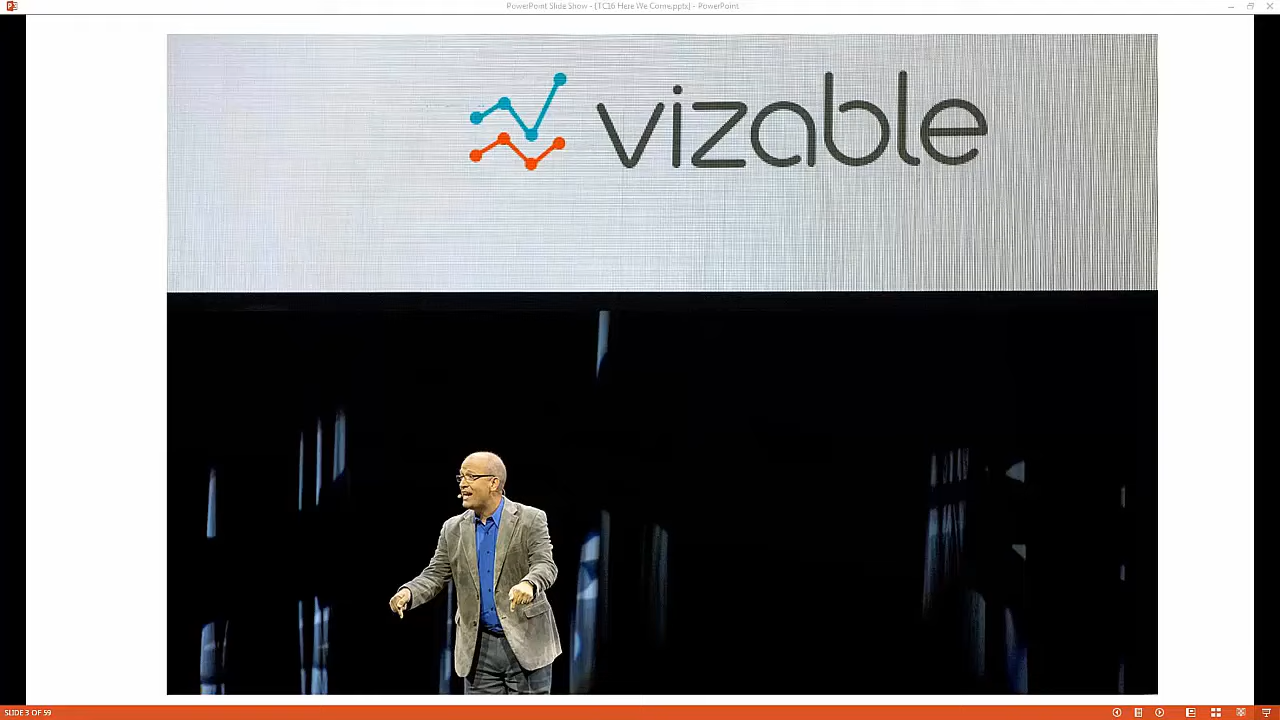 PowerPoint Slide Show - [TC16 Here We Come.pptx] - PowerPoint
vizable
SLIDE 3 OF 59